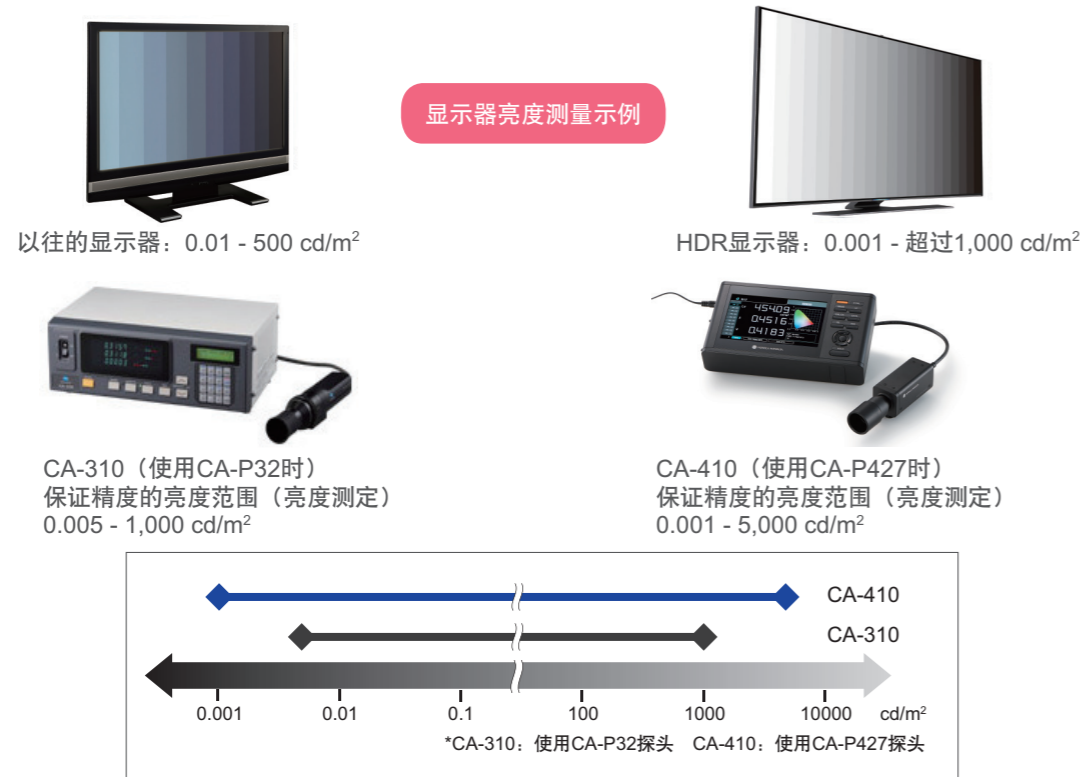 显示器亮度测量示例
以往的显示器：0.01 - 500 cd/m²
HDR显示器：0.001 - 超过1,000 cd/m²
454.09
0.4516
0.4183
CA-310（使用CA-P32时）
保证精度的亮度范围（亮度测定）
0.005 - 1,000 cd/m²
CA-410（使用CA-P427时）
保证精度的亮度范围（亮度测定）
0.001 - 5,000 cd/m²
CA-410
CA-310
0.001 0.01 0.1 100 1000 10000 cd/m²
*CA-310：使用CA-P32探头 CA-410：使用CA-P427探头